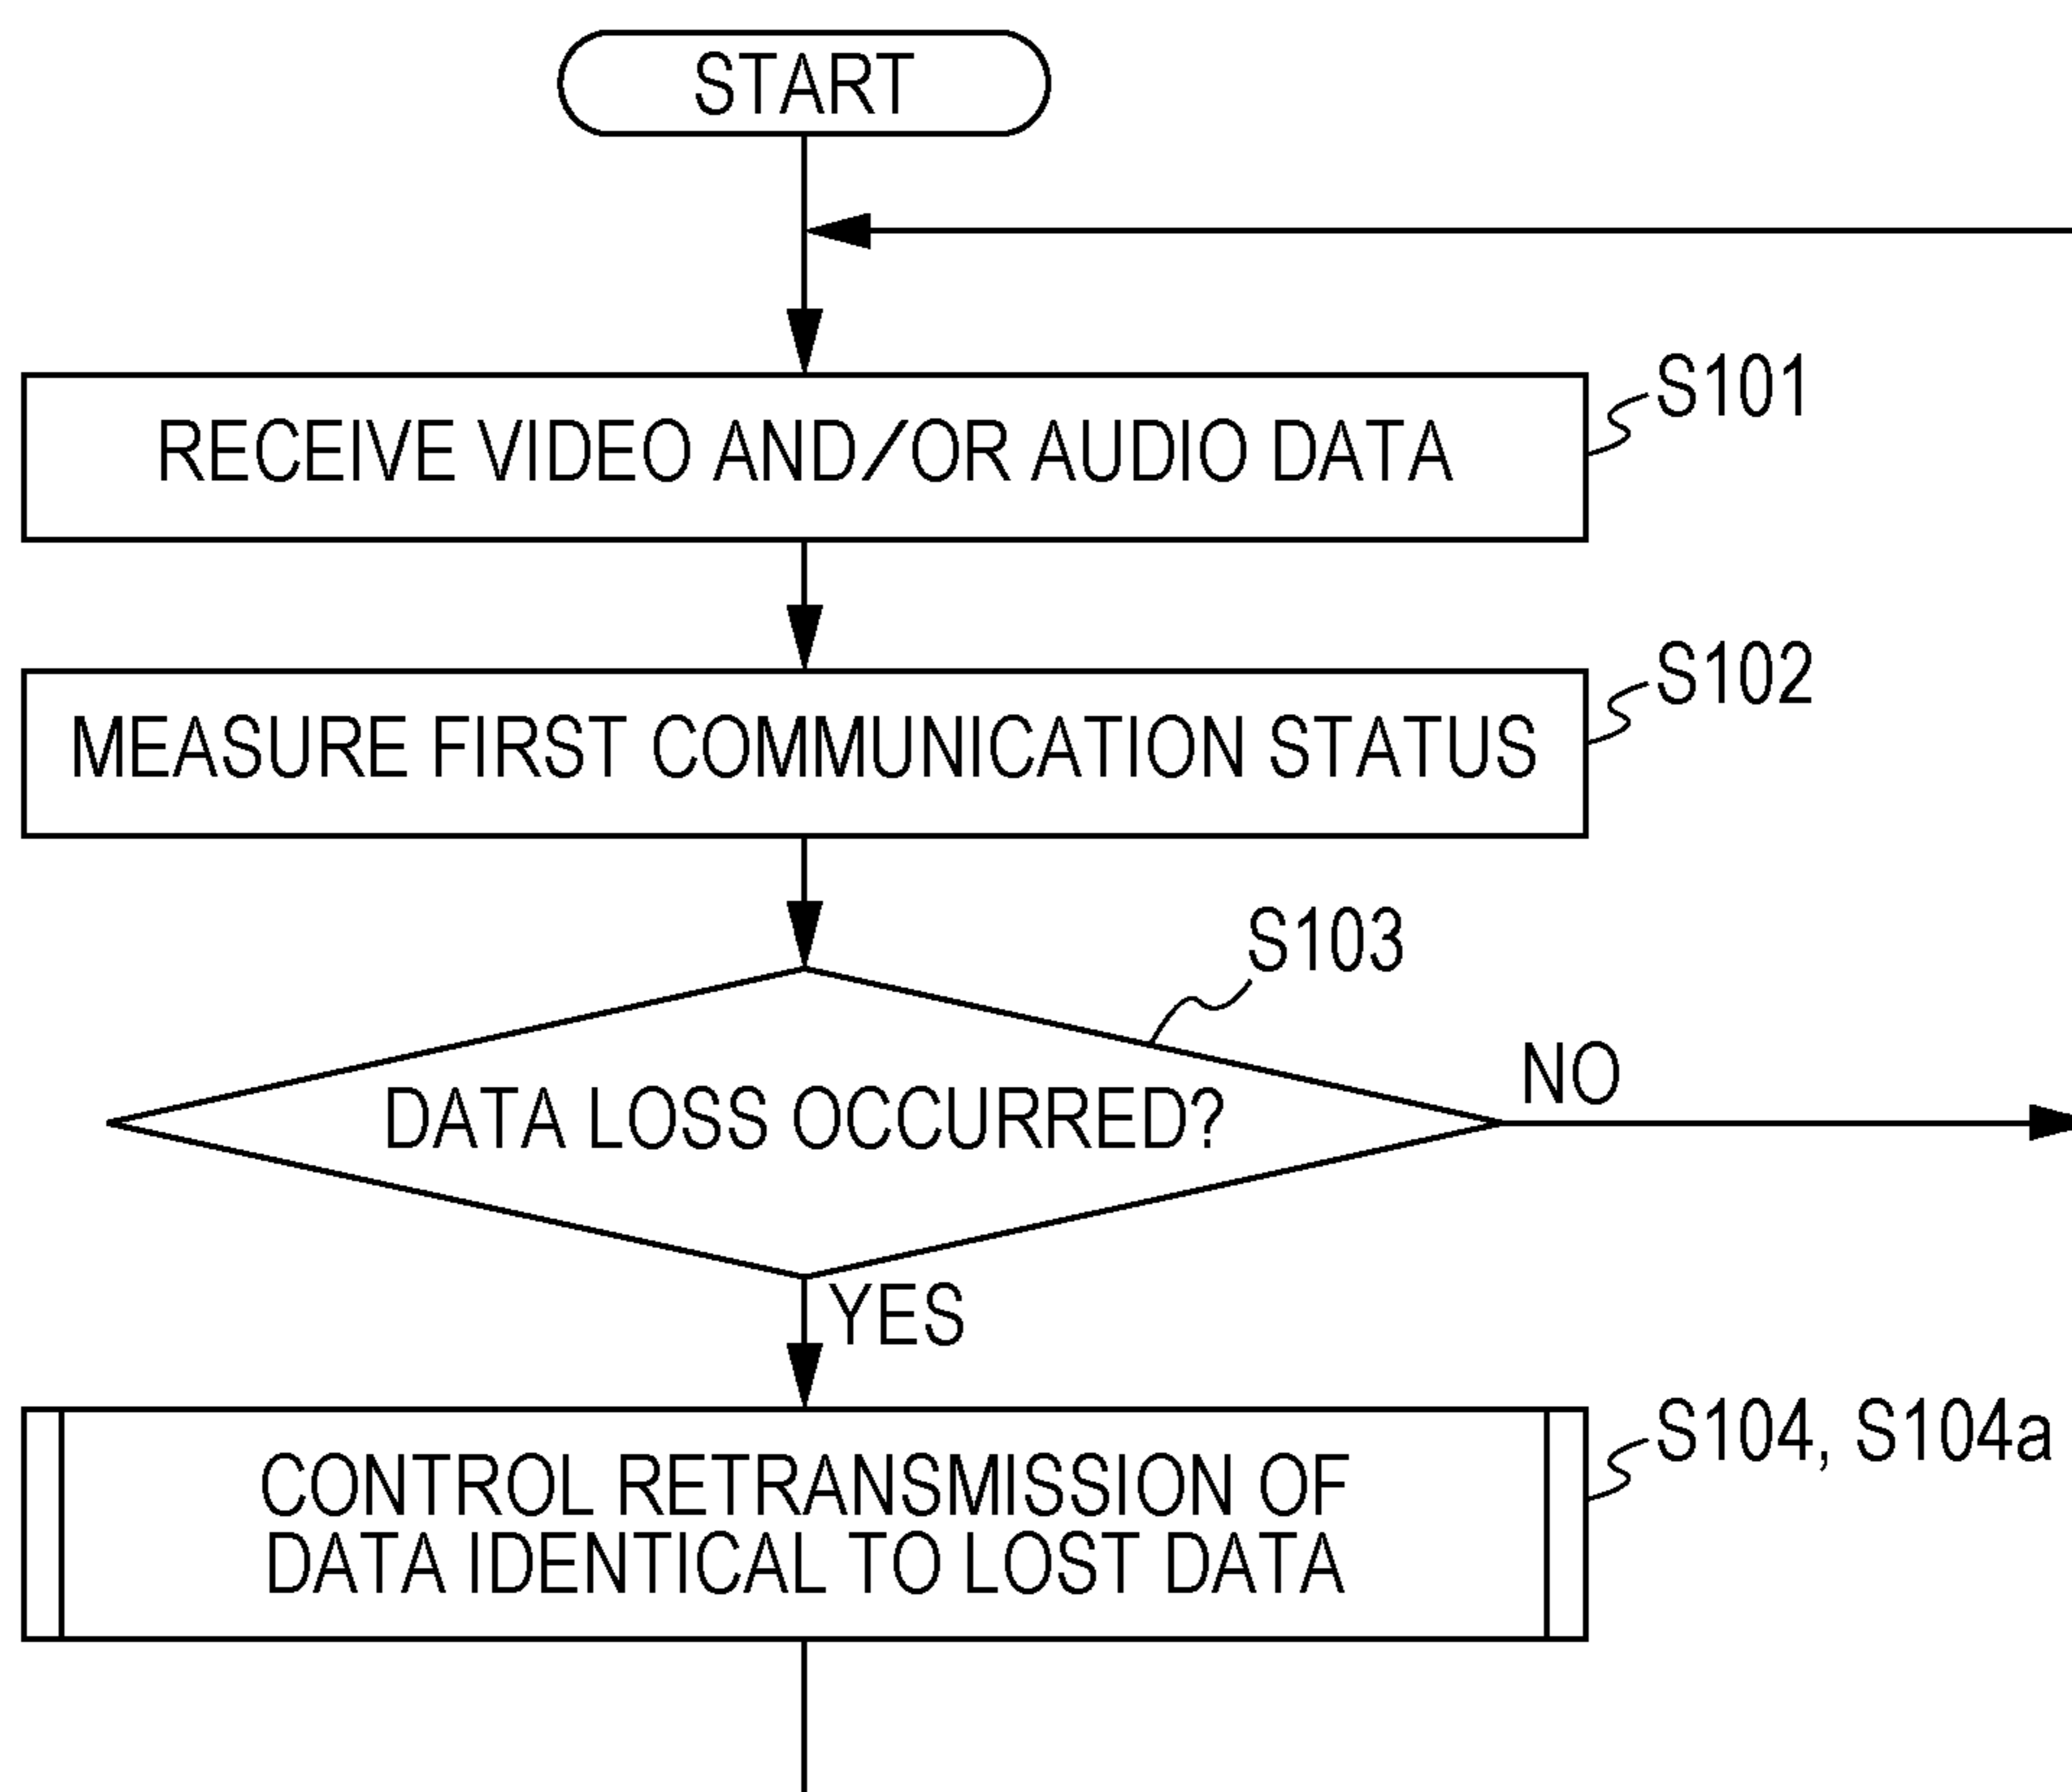 START
S101
RECEIVE VIDEO AND/OR AUDIO DATA
S102
MEASURE FIRST COMMUNICATION STATUS
S103
DATA LOSS OCCURRED?
NO
YES
S104, S104a
CONTROL RETRANSMISSION OF
DATA IDENTICAL TO LOST DATA